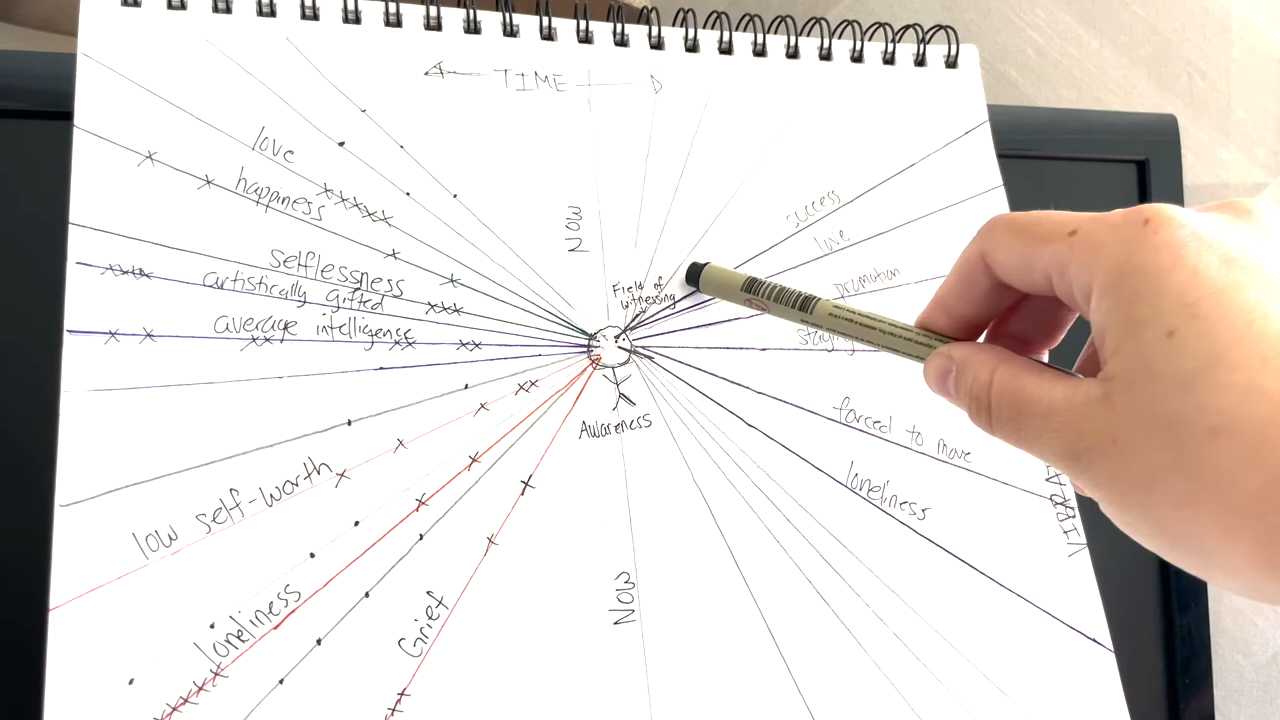 TIME
love
happiness
selflessness
artistically gifted
average intelligence
low self-worth
loneliness
Grief
NOW
Field of
witnessing
Awareness
NOW
success
love
promotion
forced to move
loneliness